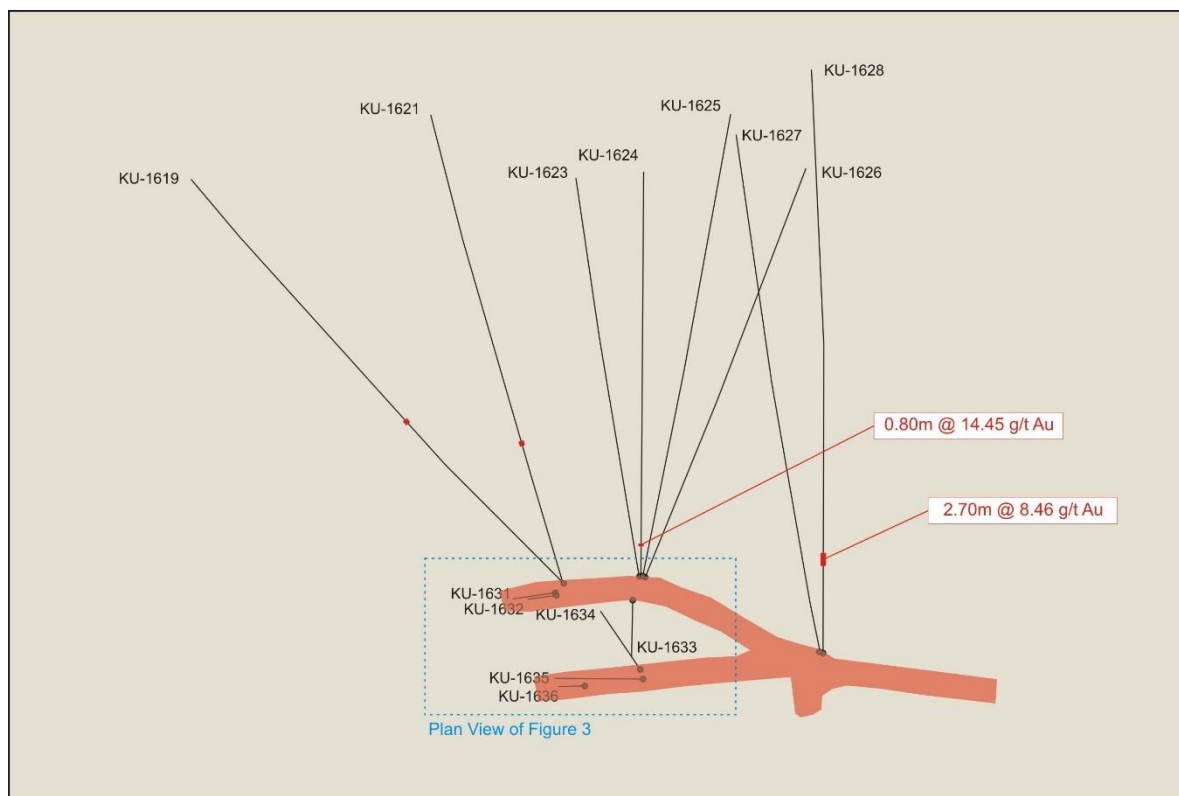 KU-1628
KU-1621
KU-1625
KU-1627
KU-1624
KU-1623
KU-1626
KU-1619
0.80m @ 14.45 g/t Au
2.70m @ 8.46 g/t Au
KU-1631
KU-1632
KU-1634
KU-1633
KU-1635
KU-1636
Plan View of Figure 3